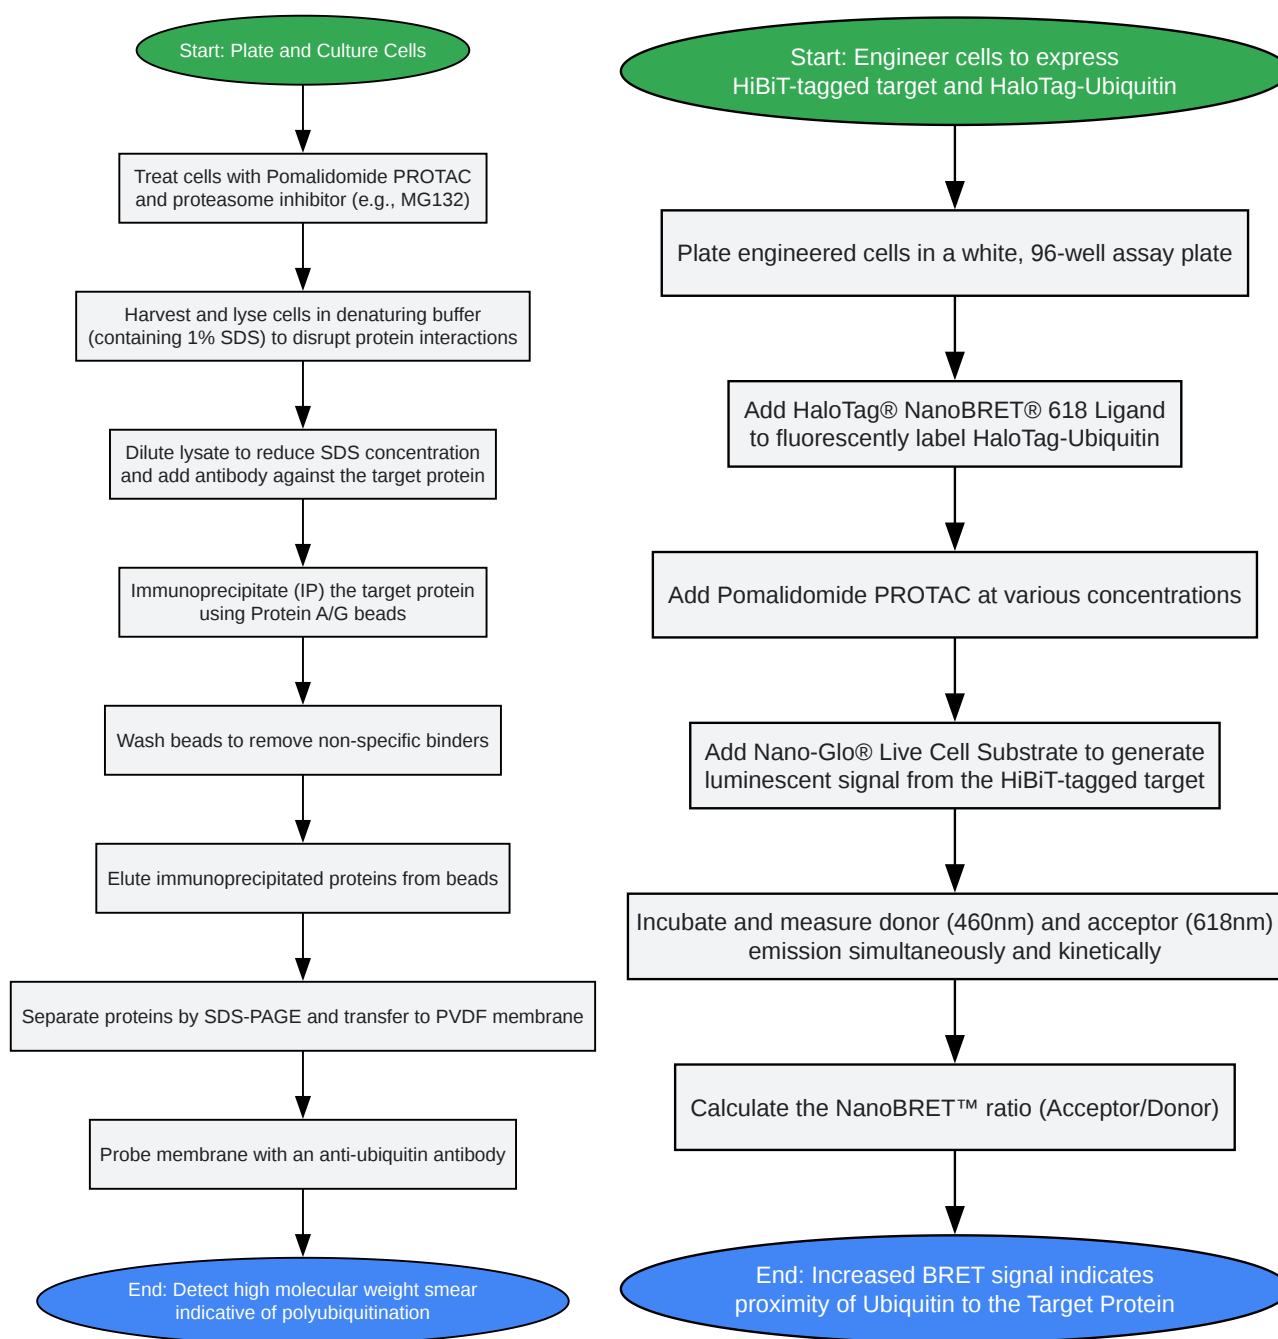 Start: Plate and Culture Cells
Treat cells with Pomalidomide PROTAC
and proteasome inhibitor (e.g., MG132)
Harvest and lyse cells in denaturing buffer
(containing 1% SDS) to disrupt protein interactions
Dilute lysate to reduce SDS concentration
and add antibody against the target protein
Immunoprecipitate (IP) the target protein
using Protein A/G beads
Wash beads to remove non-specific binders
Elute immunoprecipitated proteins from beads
Separate proteins by SDS-PAGE and transfer to PVDF membrane
Probe membrane with an anti-ubiquitin antibody
End: Detect high molecular weight smear
indicative of polyubiquitination
Start: Engineer cells to express
HiBiT-tagged target and HaloTag-Ubiquitin
Plate engineered cells in a white, 96-well assay plate
Add HaloTag® NanoBRET® 618 Ligand
to fluorescently label HaloTag-Ubiquitin
Add Pomalidomide PROTAC at various concentrations
Add Nano-Glo® Live Cell Substrate to generate
luminescent signal from the HiBiT-tagged target
Incubate and measure donor (460nm) and acceptor (618nm)
emission simultaneously and kinetically
Calculate the NanoBRET™ ratio (Acceptor/Donor)
End: Increased BRET signal indicates
proximity of Ubiquitin to the Target Protein